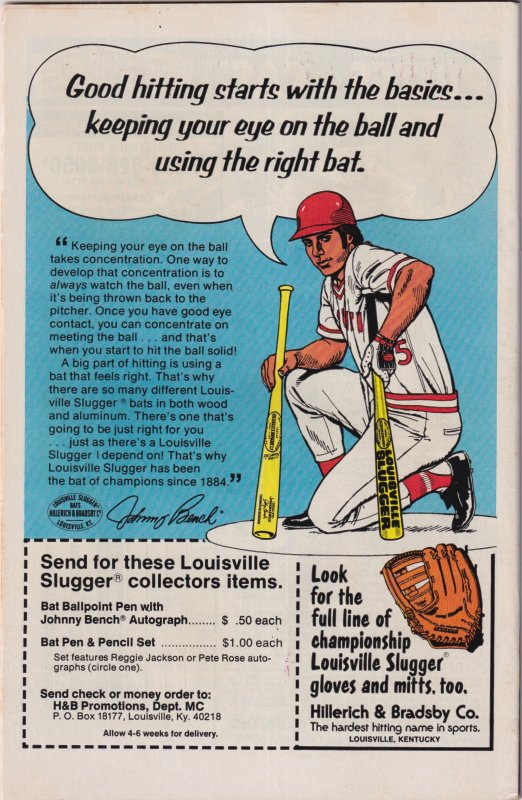 Good hitting starts with the basics...
keeping your eye on the ball and
using the right bat.
“ Keeping your eye on the ball
takes concentration. One way to
develop that concentration is to
always watch the ball, even when
it's being thrown back to the
pitcher. Once you have good eye
contact, you can concentrate on
meeting the ball . . . and that's
when you start to hit the ball solid!
A big part of hitting is using a
bat that feels right. That's why
there are so many different Louis-
ville Slugger® bats in both wood
and aluminum. There's one that's
going to be just right for you
. . . just as there's a Louisville
Slugger I depend on! That's why
Louisville Slugger has been
the bat of champions since 1884.”
LOUISVILLE SLUGGER®
BATS
HILLERICH & BRADSBY Co
LOUISVILLE, KY.
Johnny Bench
5
LOUISVILLE
SLUGGER
Send for these Louisville
Slugger® collectors items.
Bat Ballpoint Pen with
Johnny Bench® Autograph....... $ .50 each
Bat Pen & Pencil Set ................ $1.00 each
Set features Reggie Jackson or Pete Rose auto-
graphs (circle one).
Send check or money order to:
H&B Promotions, Dept. MC
P. O. Box 18177, Louisville, Ky. 40218
Allow 4-6 weeks for delivery.
Look
for the
full line of
championship
Louisville Slugger®
gloves and mitts, too.
Hillerich & Bradsby Co.
The hardest hitting name in sports.
LOUISVILLE, KENTUCKY